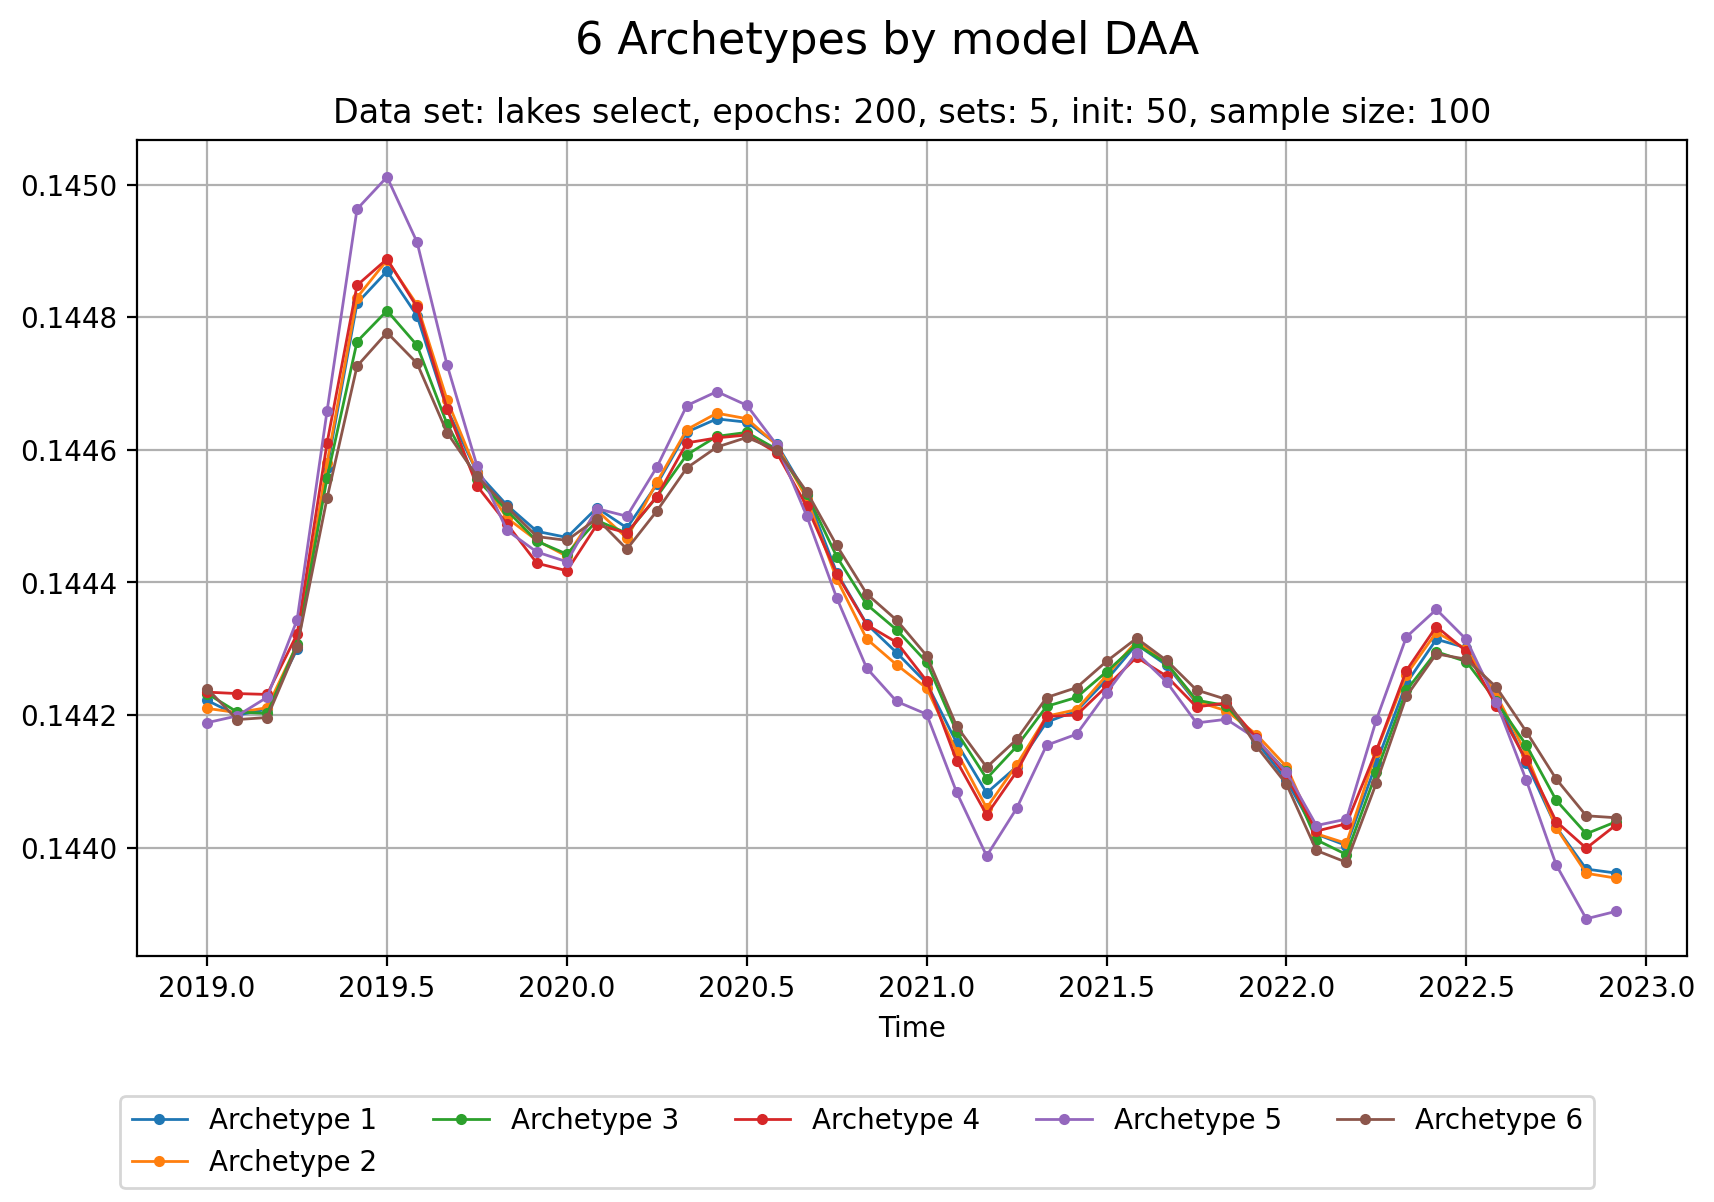 6 Archetypes by model DAA
Data set: lakes select, epochs: 200, sets: 5, init: 50, sample size: 100
0.1450
0.1448
0.1446
0.1444
0.1442
0.1440
2019.0 2019.5 2020.0 2020.5 2021.0 2021.5 2022.0 2022.5 2023.0
Time
Archetype 1 Archetype 3 Archetype 4 Archetype 5 Archetype 6
Archetype 2